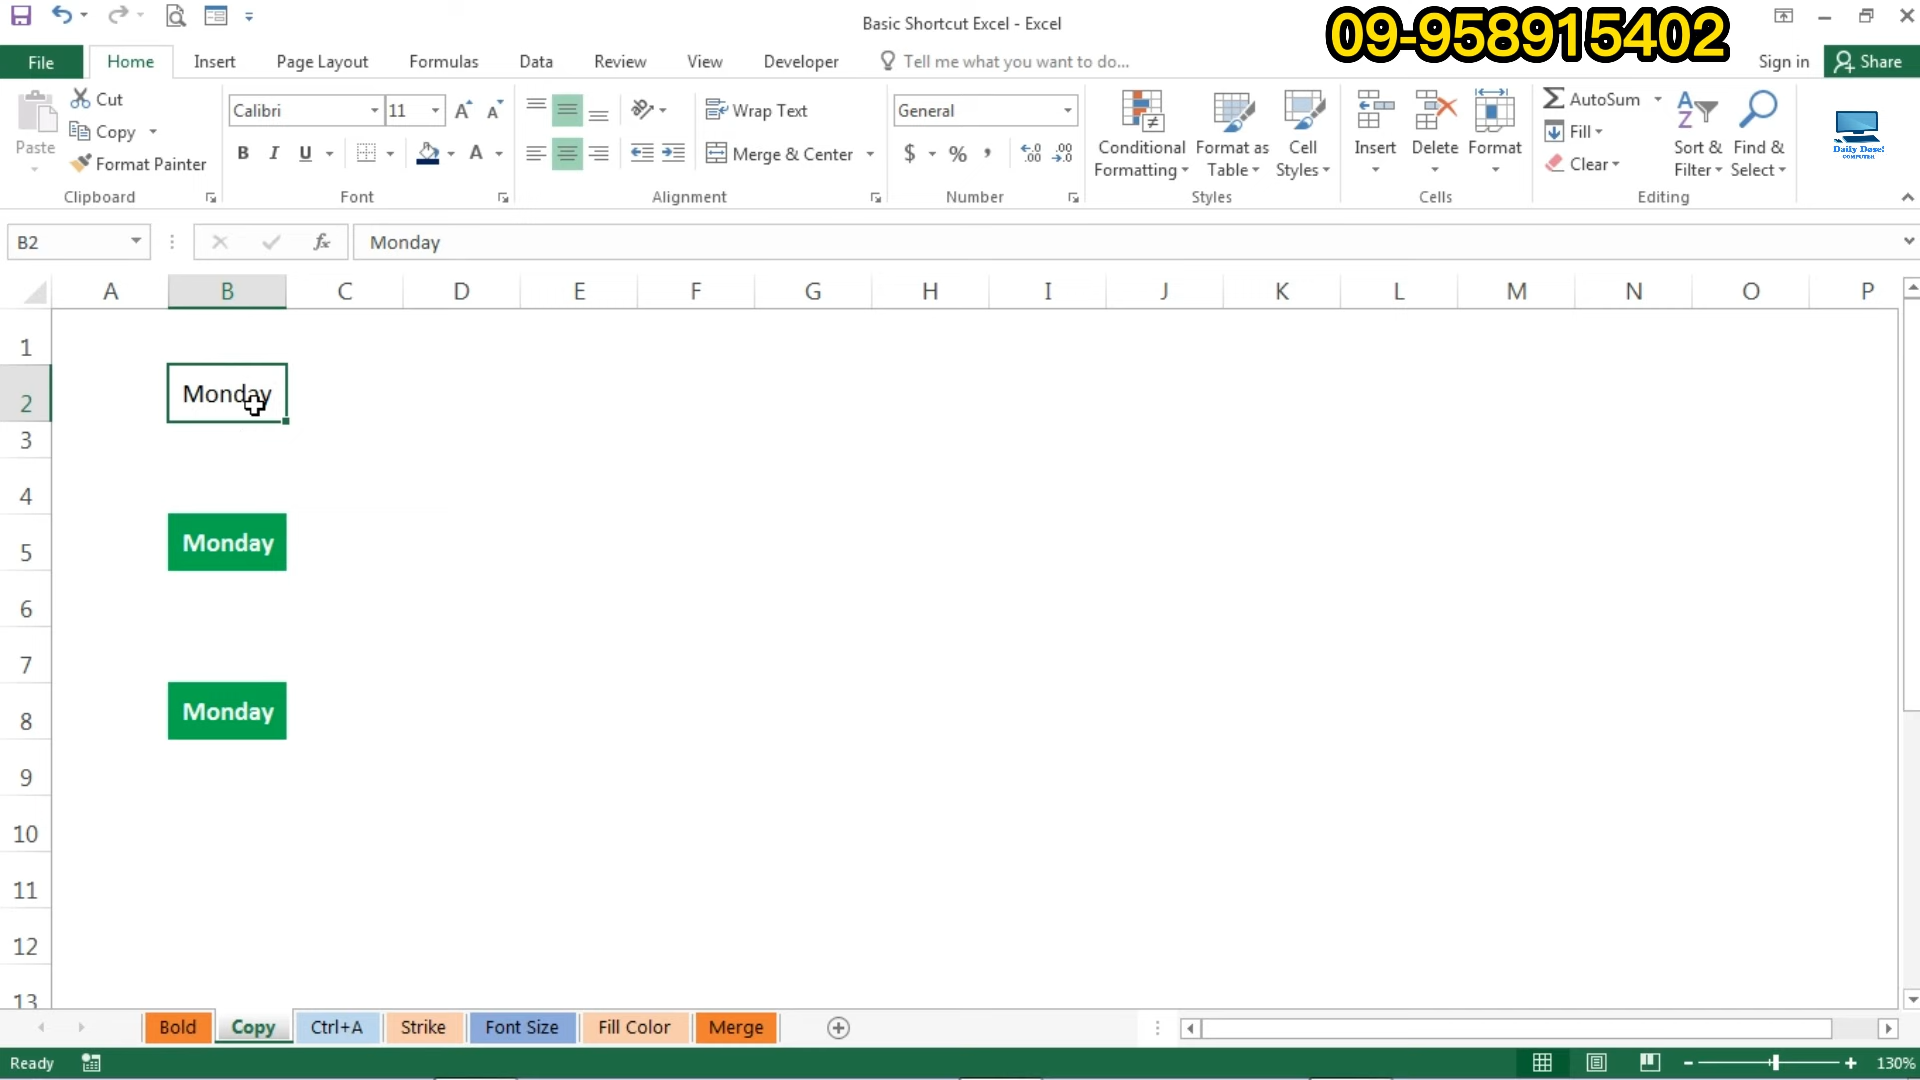 Basic Shortcut Excel - Excel
09-958915402
File Home Insert Page Layout Formulas Data Review View Developer Tell me what you want to do... Sign in Share
Paste
Cut
Copy
Format Painter
Clipboard
Calibri 11
B I U A
Font
Wrap Text
Merge & Center
Alignment
General
$ % ,
Number
Conditional Formatting
Format as Table
Cell Styles
Styles
Insert Delete Format
Cells
AutoSum
Fill
Clear
Sort & Filter
Find & Select
Editing
Daily Dose!
COMPUTER
B2 fx Monday
A B C D E F G H I J K L M N O P
1
2 Monday
3
4
5 Monday
6
7
8 Monday
9
10
11
12
13
Bold Copy Ctrl+A Strike Font Size Fill Color Merge
Ready 130%